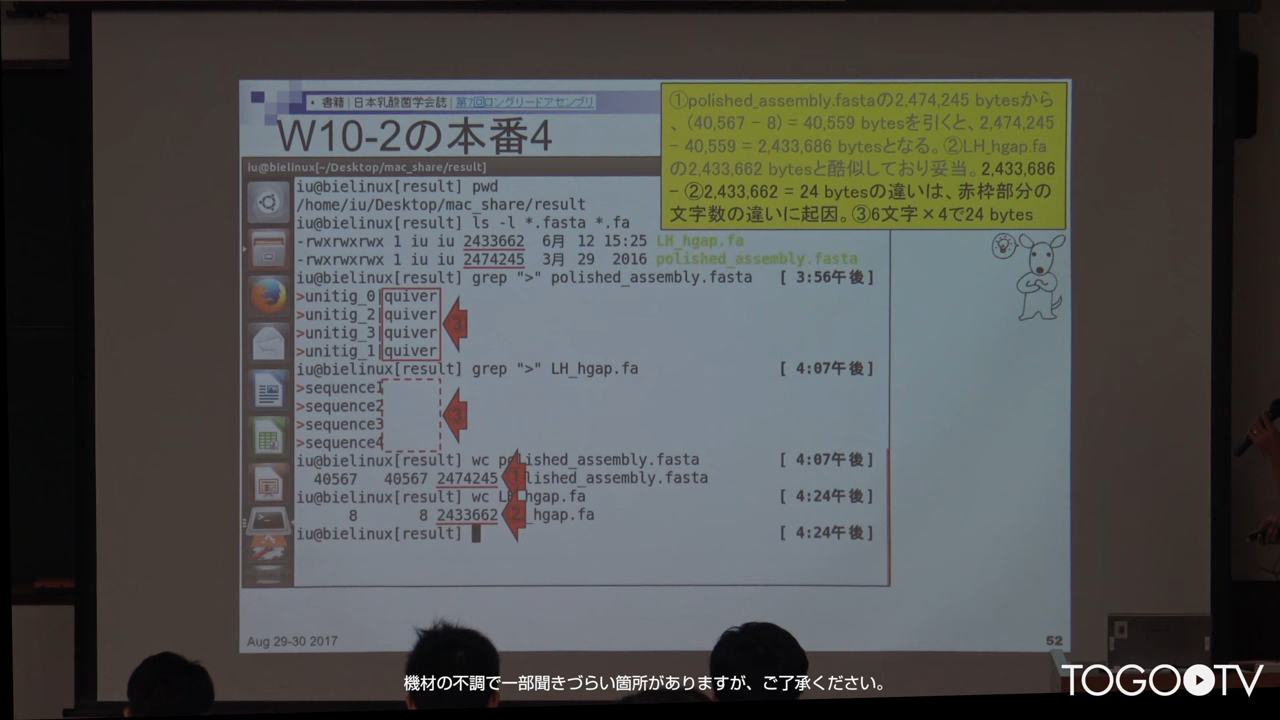 • 書籍 | 日本乳酸菌学会誌 | 第7回ロングリードアセンブリ
W10-2の本番4
①polished_assembly.fastaの2,474,245 bytesから
、(40,567 - 8) = 40,559 bytesを引くと、2,474,245
- 40,559 = 2,433,686 bytesとなる。②LH_hgap.fa
の2,433,662 bytesと酷似しており妥当。2,433,686
- ②2,433,662 = 24 bytesの違いは、赤枠部分の
文字数の違いに起因。③6文字×4で24 bytes
iu@bielinux[~/Desktop/mac_share/result]
iu@bielinux[result] pwd
/home/iu/Desktop/mac_share/result
iu@bielinux[result] ls -l *.fasta *.fa
-rwxrwxrwx 1 iu iu 2433662 6月 12 15:25 LH_hgap.fa
-rwxrwxrwx 1 iu iu 2474245 3月 29 2016 polished_assembly.fasta
iu@bielinux[result] grep ">" polished_assembly.fasta [ 3:56午後]
>unitig_0|quiver
>unitig_2|quiver
>unitig_3|quiver
>unitig_1|quiver
③
iu@bielinux[result] grep ">" LH_hgap.fa [ 4:07午後]
>sequence1
>sequence2
>sequence3
>sequence4
③
iu@bielinux[result] wc polished_assembly.fasta [ 4:07午後]
40567 40567 2474245 ①lished_assembly.fasta
iu@bielinux[result] wc LH_hgap.fa [ 4:24午後]
8 8 2433662 ②_hgap.fa
iu@bielinux[result] [ 4:24午後]
Aug 29-30 2017
52
機材の不調で一部聞きづらい箇所がありますが、ご了承ください。
TOGOTV